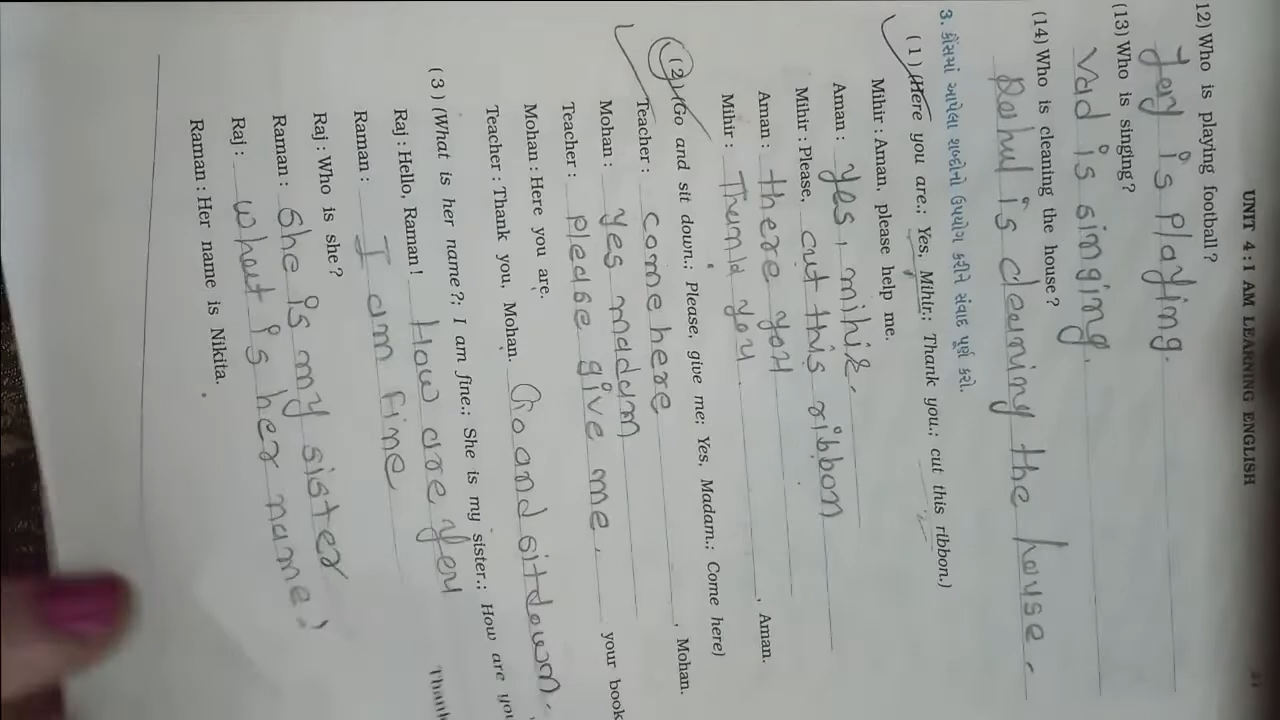 UNIT 4 : I AM LEARNING ENGLISH
12) Who is playing football?
Joy is playing.
(13) Who is singing?
Vad is singing.
(14) Who is cleaning the house?
is cleaning the house.
3. કૌંસમાં આપેલા શબ્દોનો ઉપયોગ કરીને સંવાદ પૂર્ણ કરો.
(1) (Here you are.; Yes, Mihir.; Thank you.; cut this ribbon.)
Mihir : Aman, please help me.
Aman : Yes, mihir.
Mihir : Please, cut this ribbon
Aman : there you
Mihir : you , Aman.
(2) (Go and sit down.; Please, give me; Yes, Madam.; Come here)
Teacher : come here , Mohan.
Mohan : yes maddam
Teacher : please give me. your book
Mohan : Here you are.
Teacher : Thank you, Mohan. Go and sit down.
(3) (What is her name?; I am fine.; She is my sister.; How are you
Thank
Raj : Hello, Raman! How are you
Raman : I am fine
Raj : Who is she?
Raman : she is my sister
Raj : what is her name?
Raman : Her name is Nikita.